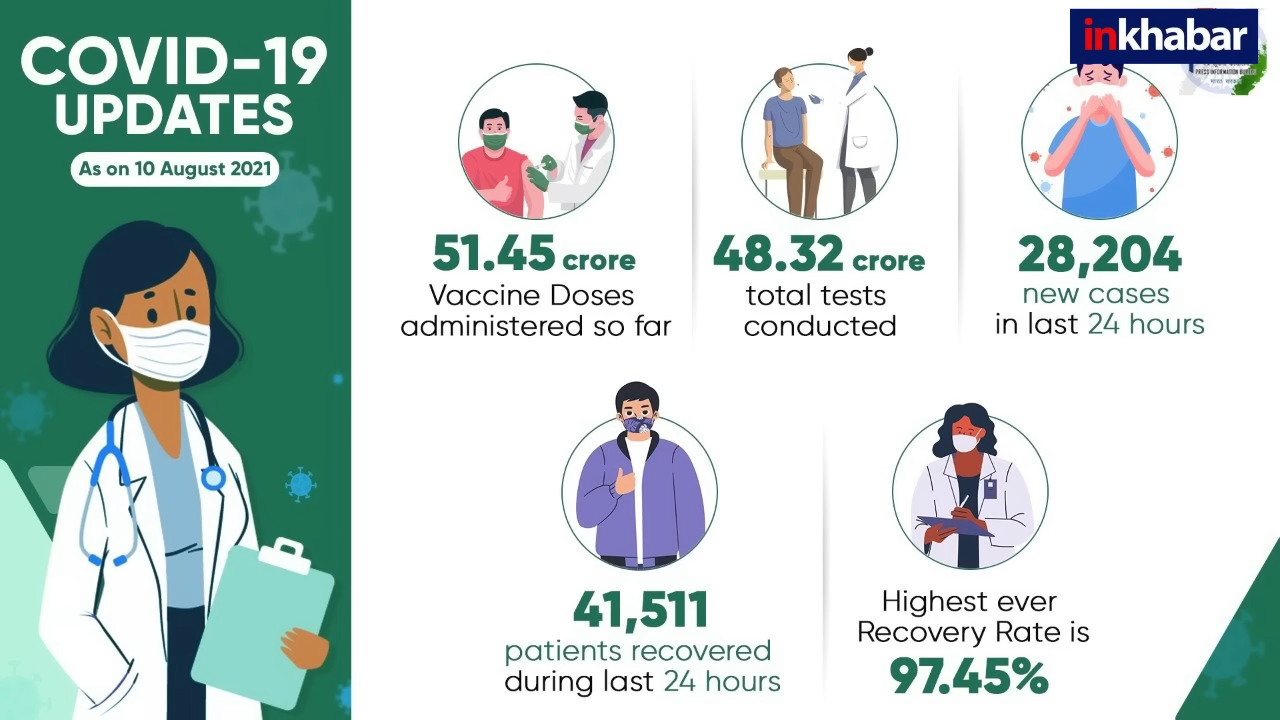 COVID-19
UPDATES
As on 10 August 2021
inkhabar
PRESS INFORMATION
51.45 crore
Vaccine Doses
administered so far
48.32 crore
total tests
conducted
28,204
new cases
in last 24 hours
41,511
patients recovered
during last 24 hours
Highest ever
Recovery Rate is
97.45%